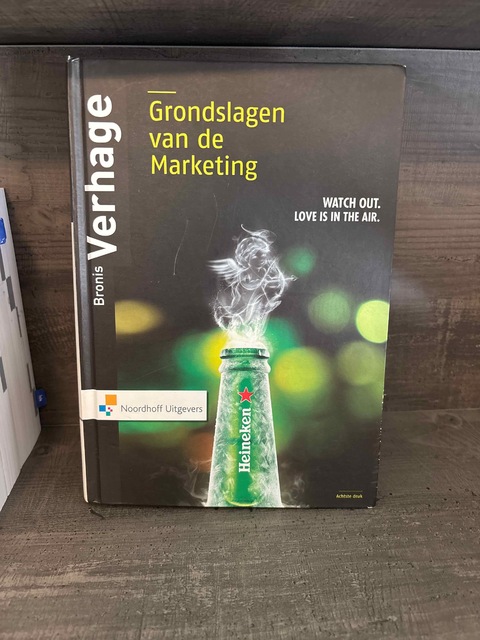 Bronis Verhage
Grondslagen
van de
Marketing
WATCH OUT.
LOVE IS IN THE AIR.
Heineken
Noordhoff Uitgevers
Achtste druk